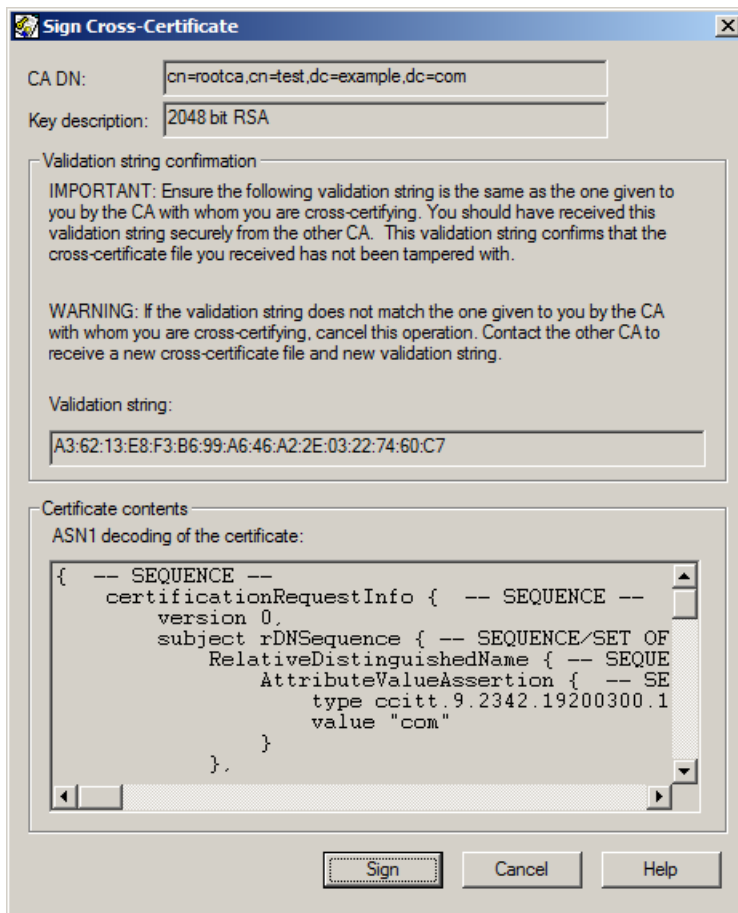 Sign Cross-Certificate
CA DN: cn=rootca,cn=test,dc=example,dc=com
Key description: 2048 bit RSA
Validation string confirmation
IMPORTANT: Ensure the following validation string is the same as the one given to
you by the CA with whom you are cross-certifying. You should have received this
validation string securely from the other CA.  This validation string confirms that the
cross-certificate file you received has not been tampered with.
WARNING: If the validation string does not match the one given to you by the CA
with whom you are cross-certifying, cancel this operation. Contact the other CA to
receive a new cross-certificate file and new validation string.
Validation string:
A3:62:13:E8:F3:B6:99:A6:46:A2:2E:03:22:74:60:C7
Certificate contents
ASN1 decoding of the certificate:
{  -- SEQUENCE --
certificationRequestInfo {  -- SEQUENCE --
version 0,
subject rDNSequence { -- SEQUENCE/SET OF
RelativeDistinguishedName { -- SEQUE
AttributeValueAssertion {  -- SE
type ccitt.9.2342.19200300.1
value "com"
}
},
Sign Cancel Help